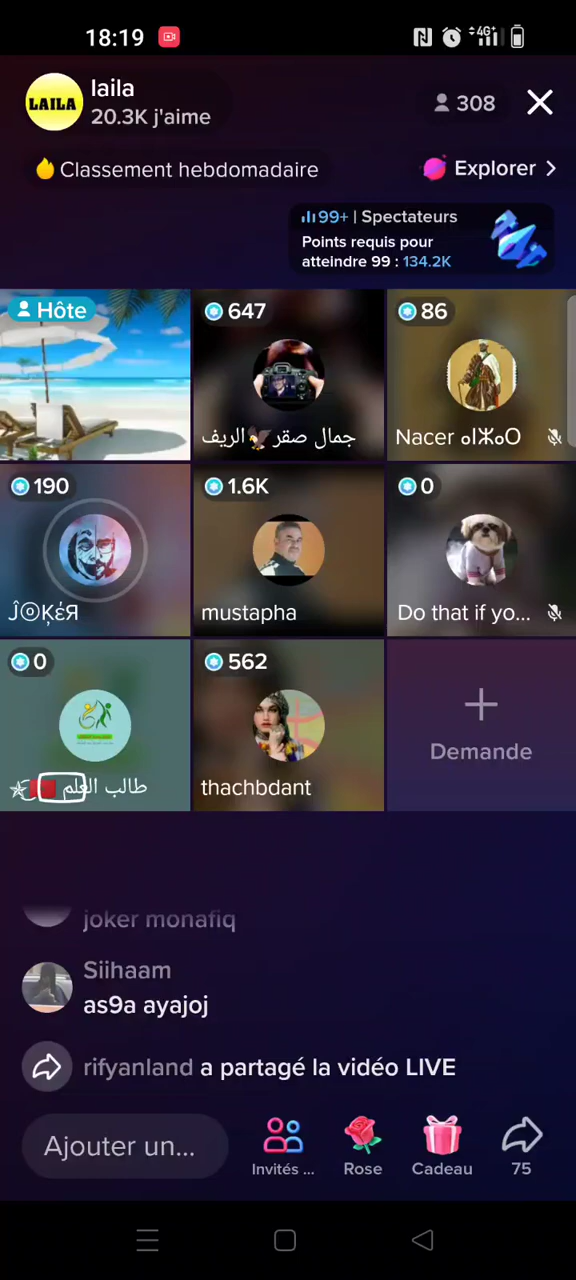 18:19
4G+
LAILA
laila
20.3K j'aime
308
Classement hebdomadaire
Explorer
99+ | Spectateurs
Points requis pour
atteindre 99 : 134.2K
Hôte
647
86
جمال صقر🦅الريف
Nacer ⴰⵏⵣⴰⵔ
190
1.6K
0
ĴⓄĶέЯ
mustapha
Do that if yo...
0
562
طالب العلم
thachbdant
Demande
joker monafiq
Siihaam
as9a ayajoj
rifyanland a partagé la vidéo LIVE
Ajouter un...
Invités ...
Rose
Cadeau
75